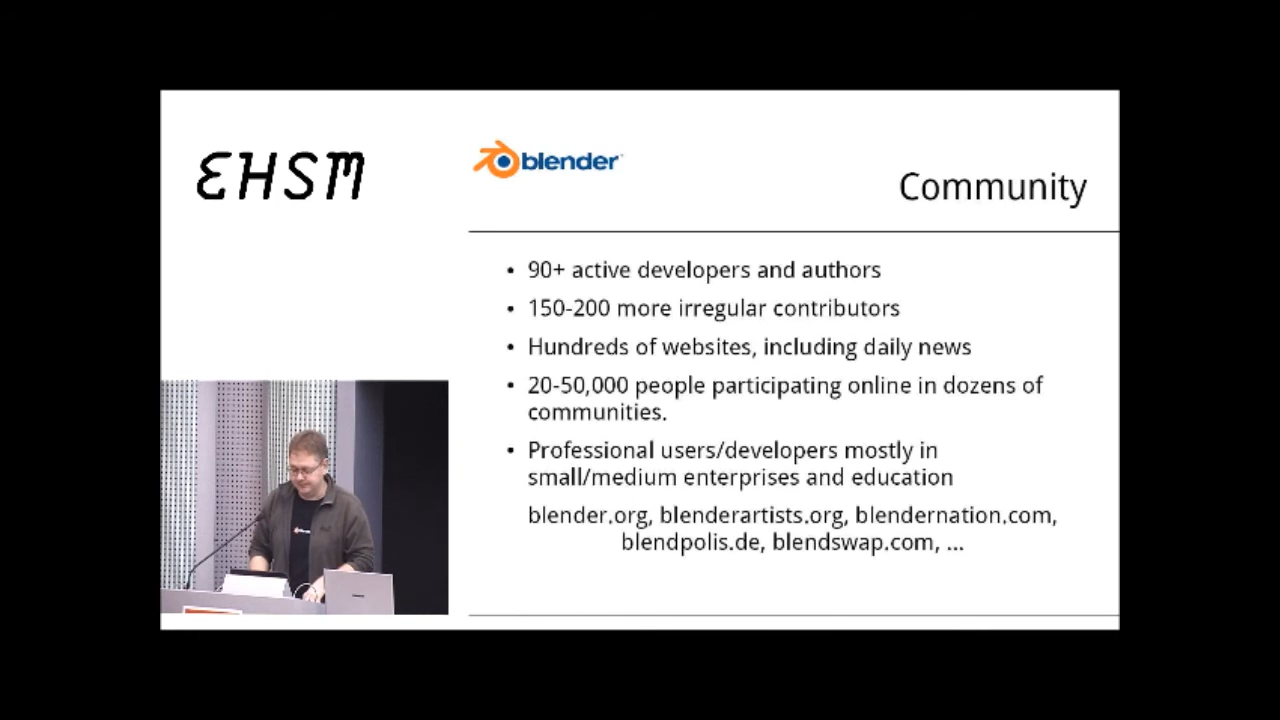 EHSM
blender
Community
• 90+ active developers and authors
• 150-200 more irregular contributors
• Hundreds of websites, including daily news
• 20-50,000 people participating online in dozens of
communities.
• Professional users/developers mostly in
small/medium enterprises and education
blender.org, blenderartists.org, blendernation.com,
blendpolis.de, blendswap.com, ...